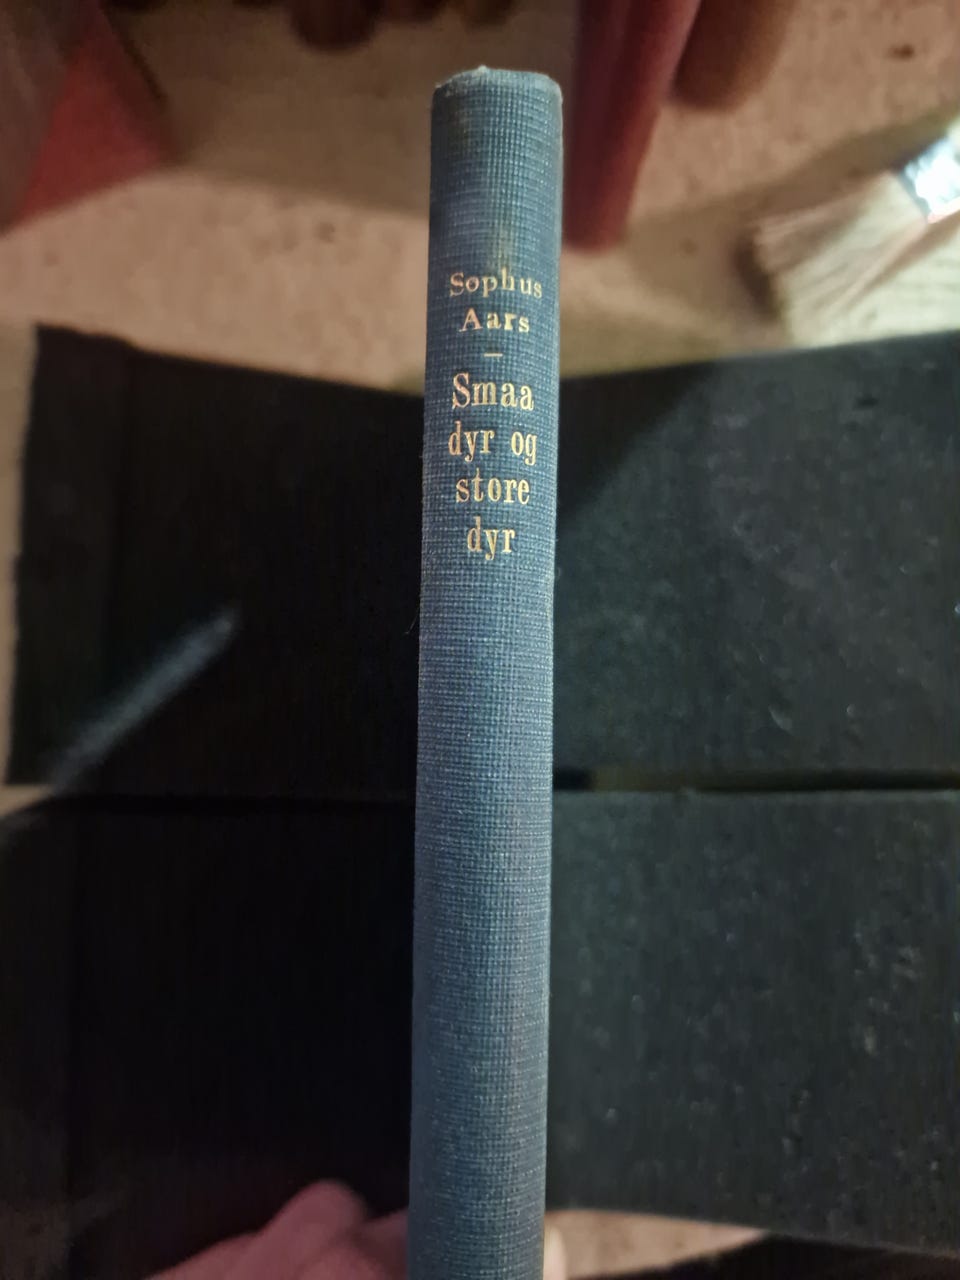 Sophus
Aars
—
Smaa
dyr og
store
dyr